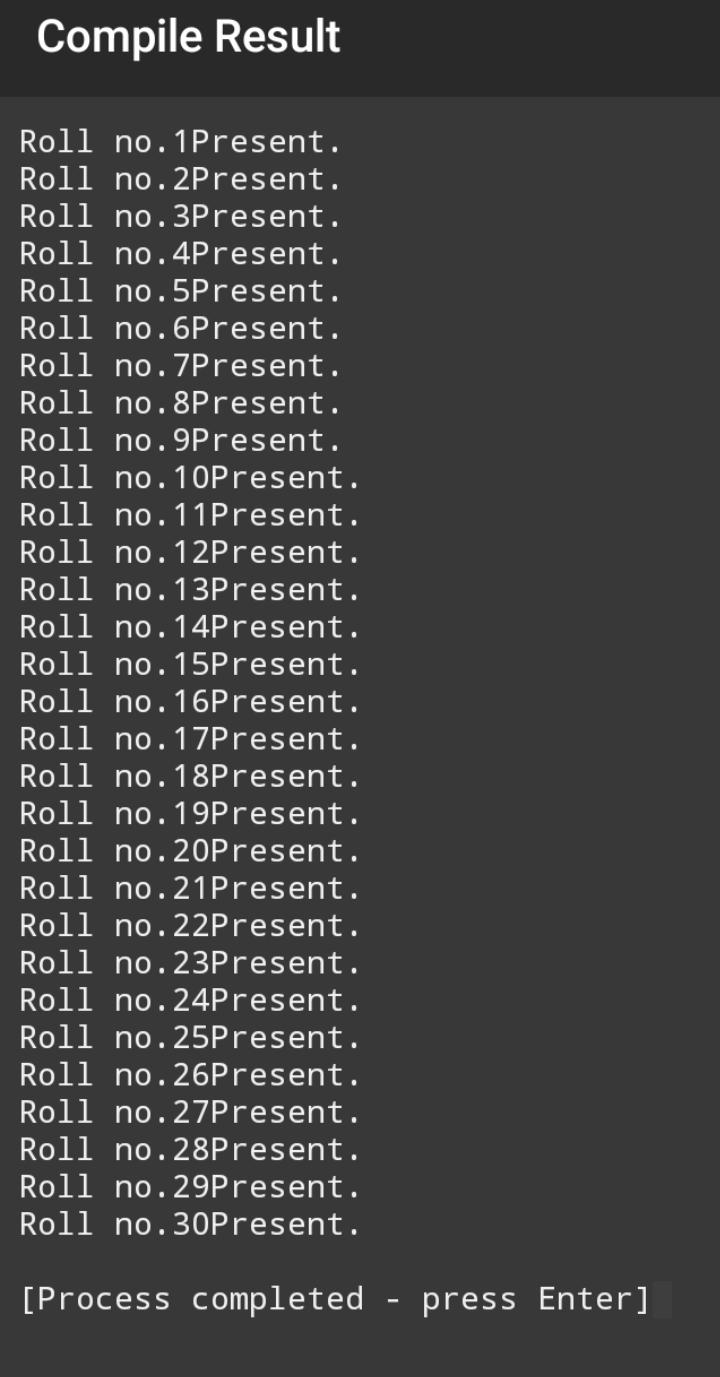 Compile Result
Roll no.1Present.
Roll no.2Present.
Roll no.3Present.
Roll no.4Present.
Roll no.5Present.
Roll no.6Present.
Roll no.7Present.
Roll no.8Present.
Roll no.9Present.
Roll no.10Present.
Roll no.11Present.
Roll no.12Present.
Roll no.13Present.
Roll no.14Present.
Roll no.15Present.
Roll no.16Present.
Roll no.17Present.
Roll no.18Present.
Roll no.19Present.
Roll no.20Present.
Roll no.21Present.
Roll no.22Present.
Roll no.23Present.
Roll no.24Present.
Roll no.25Present.
Roll no.26Present.
Roll no.27Present.
Roll no.28Present.
Roll no.29Present.
Roll no.30Present.
[Process completed - press Enter]